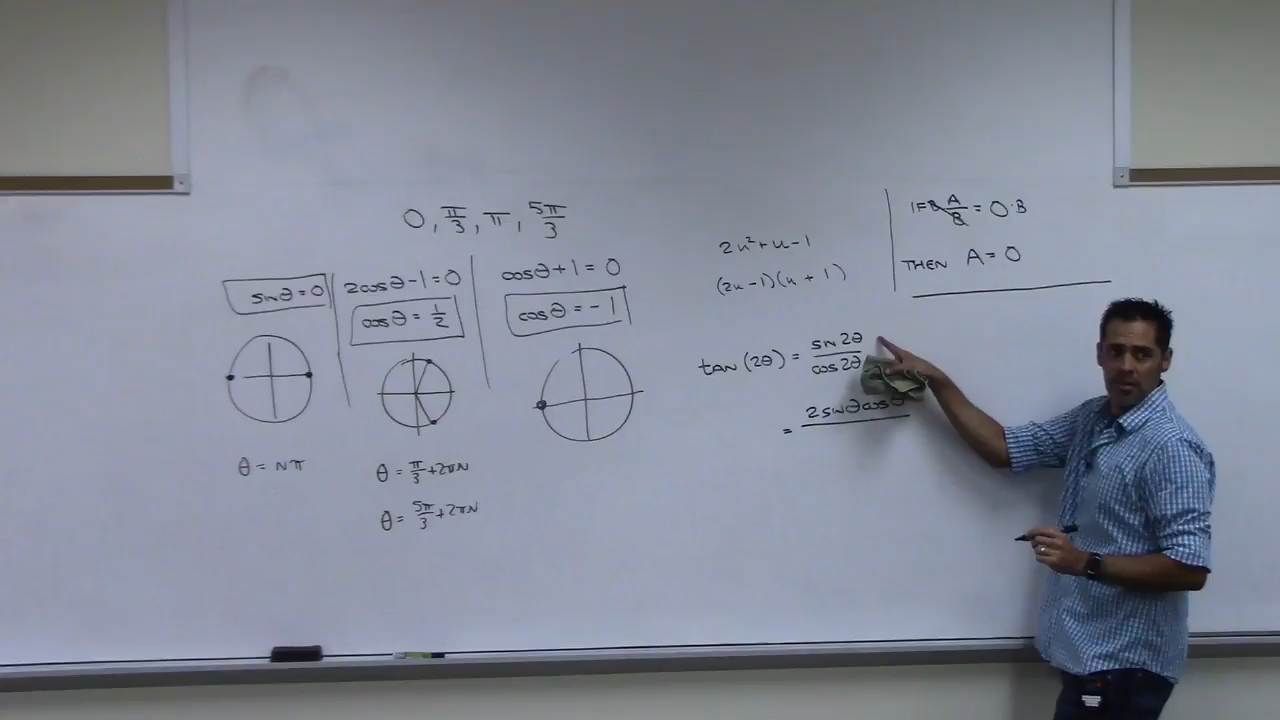 0, π/3, π, 5π/3
sinθ = 0
2cosθ - 1 = 0
cosθ = 1/2
cosθ + 1 = 0
cosθ = -1
θ = Nπ
θ = π/3 + 2πN
θ = 5π/3 + 2πN
2u² + u - 1
(2u - 1)(u + 1)
IF B A/B = 0·B
THEN A = 0
tan(2θ) = sin2θ/cos2θ
= 2sinθcosθ